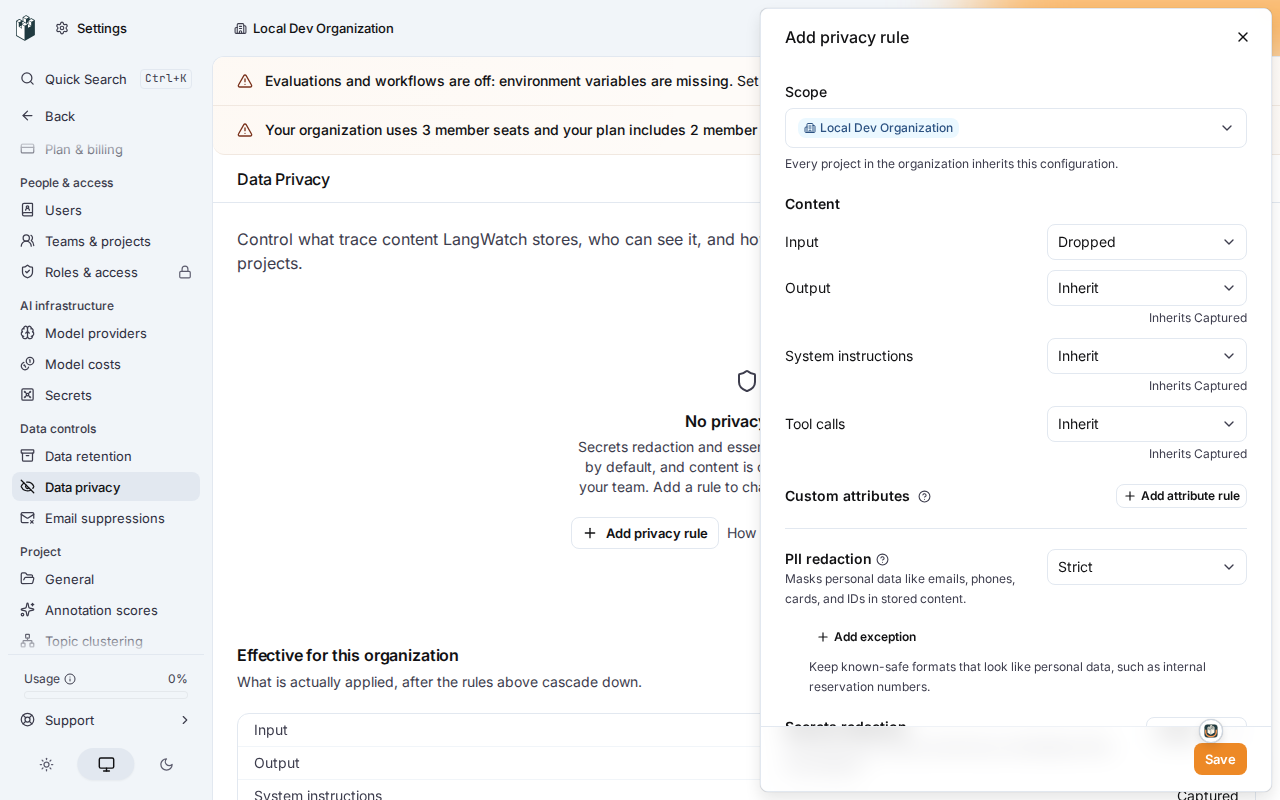 Settings
Local Dev Organization
Quick Search Ctrl+K
Back
Plan & billing
People & access
Users
Teams & projects
Roles & access
AI infrastructure
Model providers
Model costs
Secrets
Data controls
Data retention
Data privacy
Email suppressions
Project
General
Annotation scores
Topic clustering
Usage 0%
Support
Evaluations and workflows are off: environment variables are missing. Set
Your organization uses 3 member seats and your plan includes 2 member
Data Privacy
Control what trace content LangWatch stores, who can see it, and
projects.
No privacy
Secrets redaction and
by default, and content is
your team. Add a rule to
Add privacy rule How
Effective for this organization
What is actually applied, after the rules above cascade down.
Input
Output
System instructions
Captured
Add privacy rule
Scope
Local Dev Organization
Every project in the organization inherits this configuration.
Content
Input Dropped
Output Inherit
Inherits Captured
System instructions Inherit
Inherits Captured
Tool calls Inherit
Inherits Captured
Custom attributes Add attribute rule
PII redaction Strict
Masks personal data like emails, phones,
cards, and IDs in stored content.
Add exception
Keep known-safe formats that look like personal data, such as internal
reservation numbers.
Secrets redaction
Save